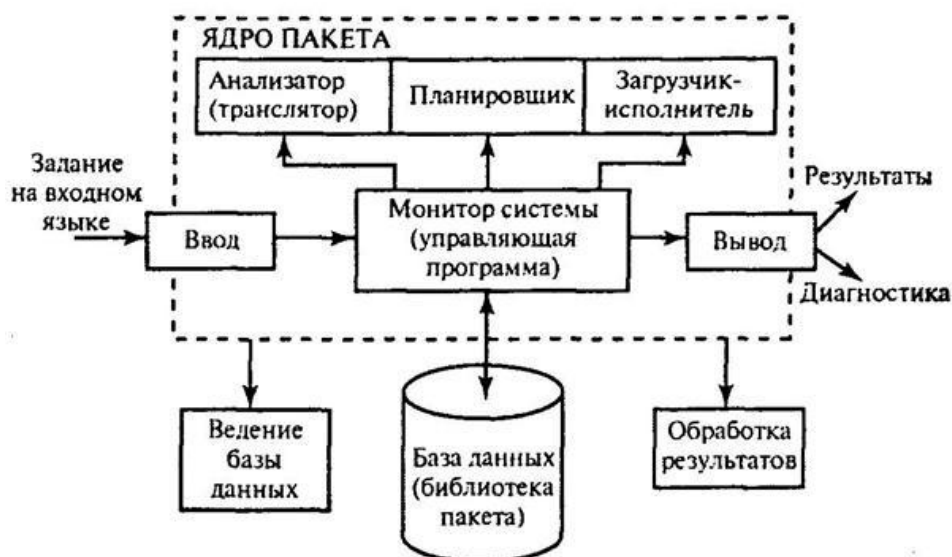 ЯДРО ПАКЕТА
Анализатор
(транслятор)
Планировщик
Загрузчик-
исполнитель
Задание
на входном
языке
Ввод
Монитор системы
(управляющая
программа)
Вывод
Результаты
Диагностика
Ведение
базы
данных
База данных
(библиотека
пакета)
Обработка
результатов